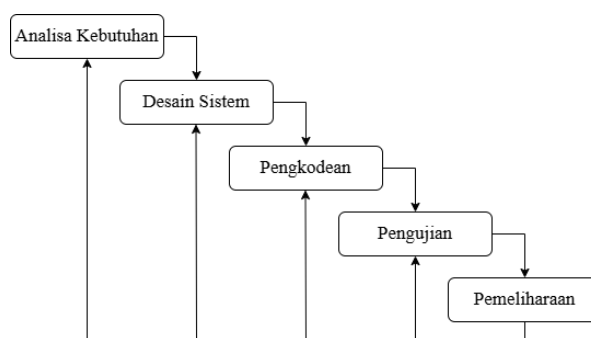 Analisa Kebutuhan
Desain Sistem
Pengkodean
Pengujian
Pemeliharaan